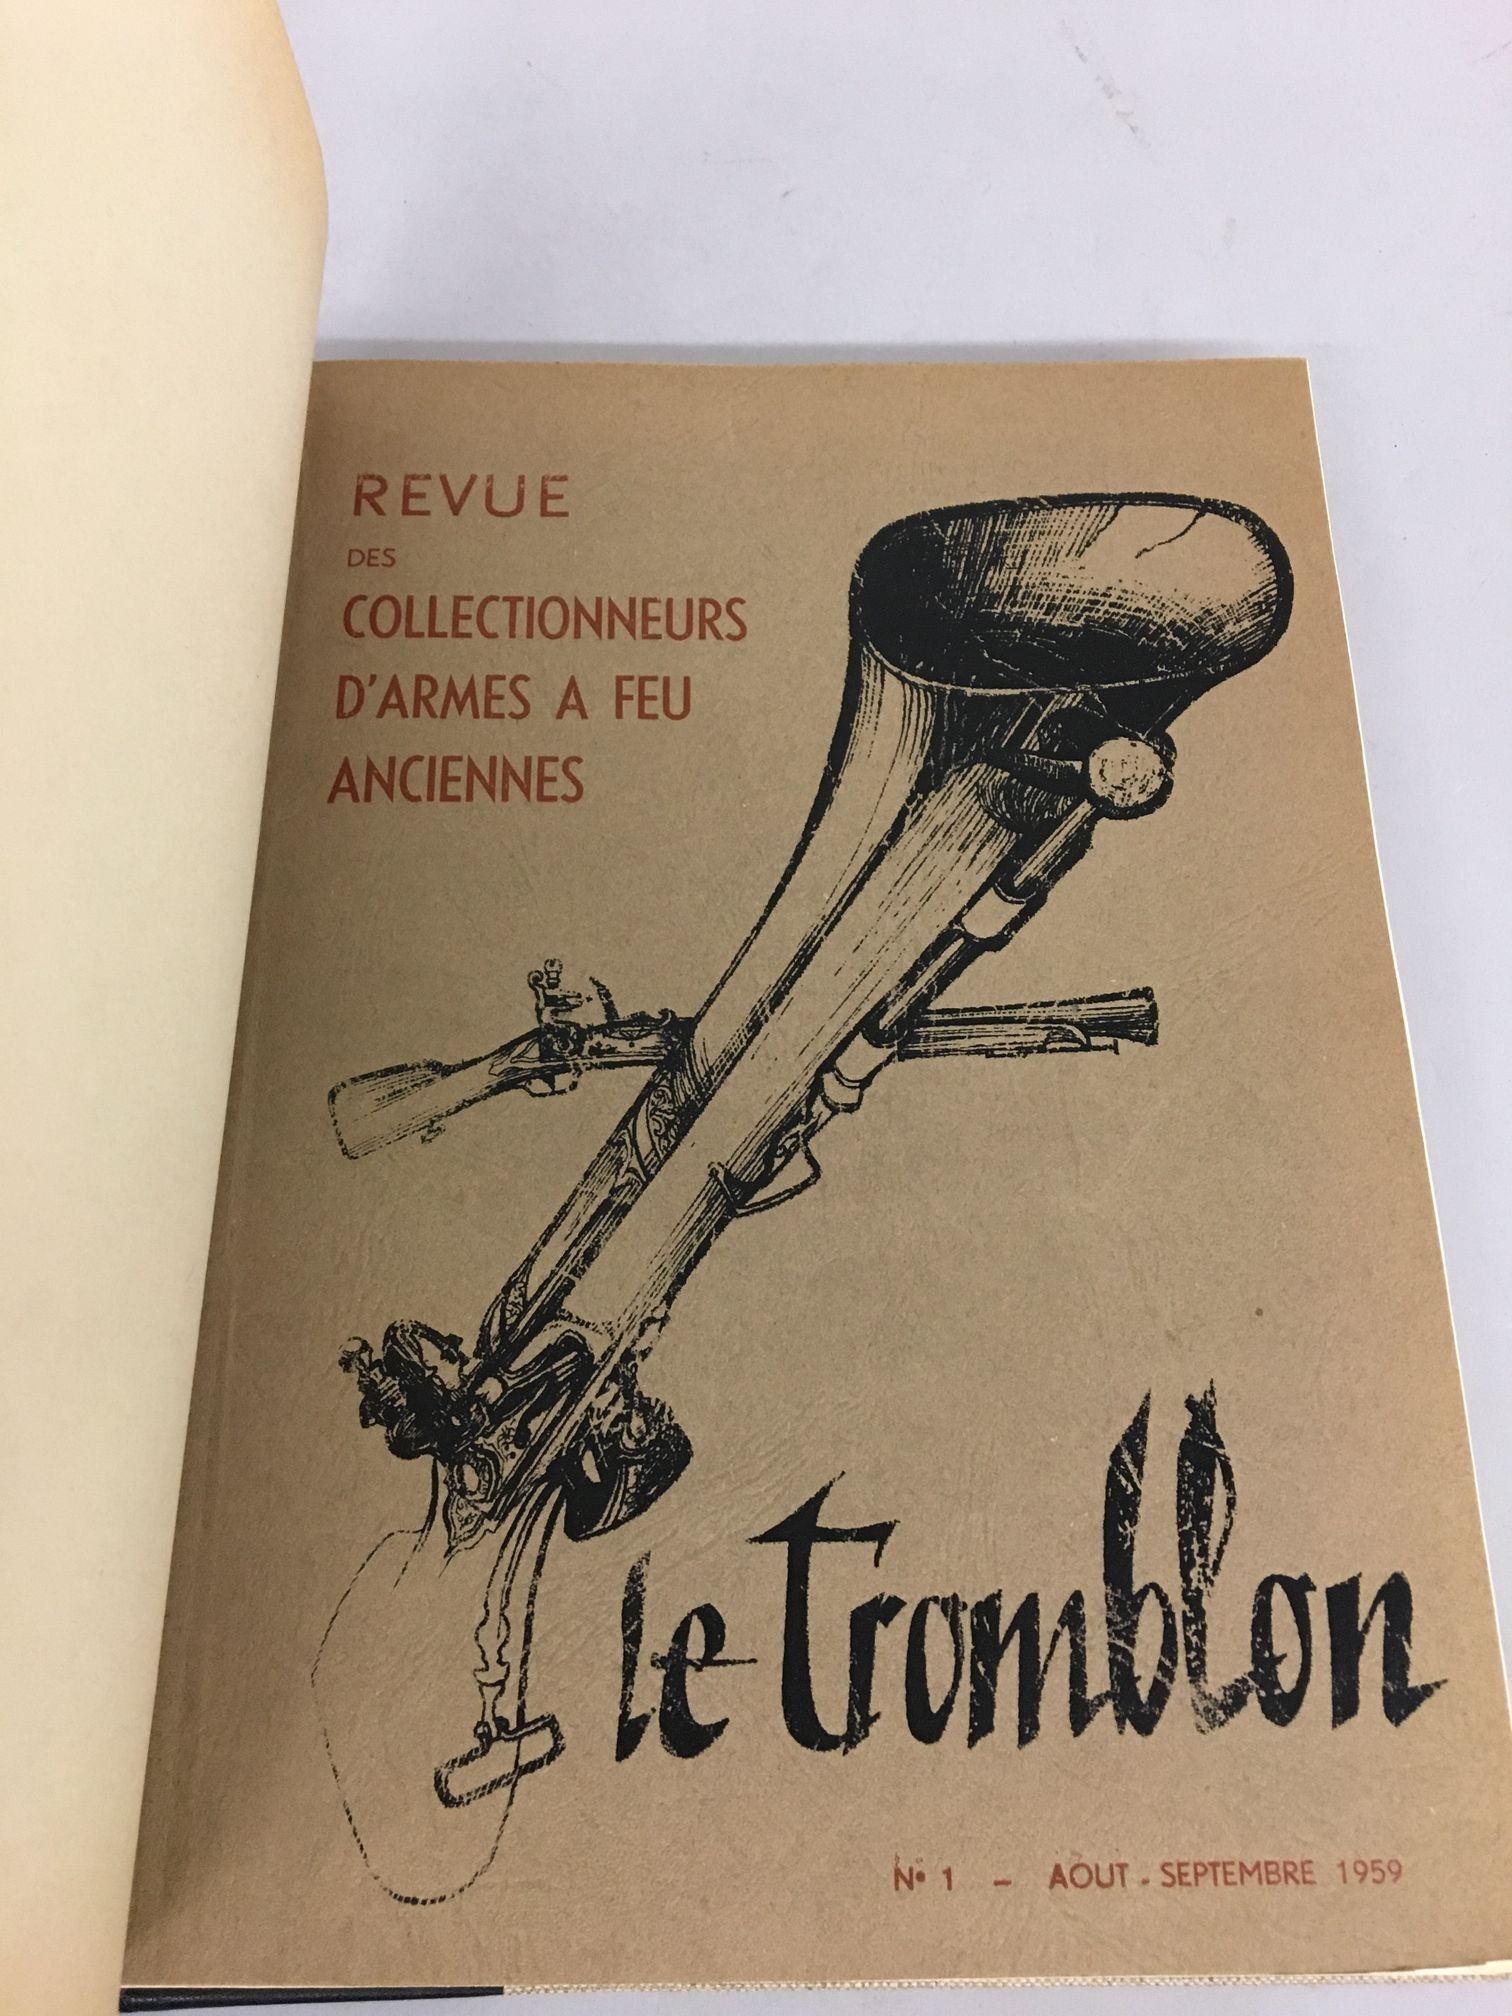 REVUE
DES
COLLECTIONNEURS
D'ARMES A FEU
ANCIENNES
le tromblon
N° 1 - AOUT - SEPTEMBRE 1959